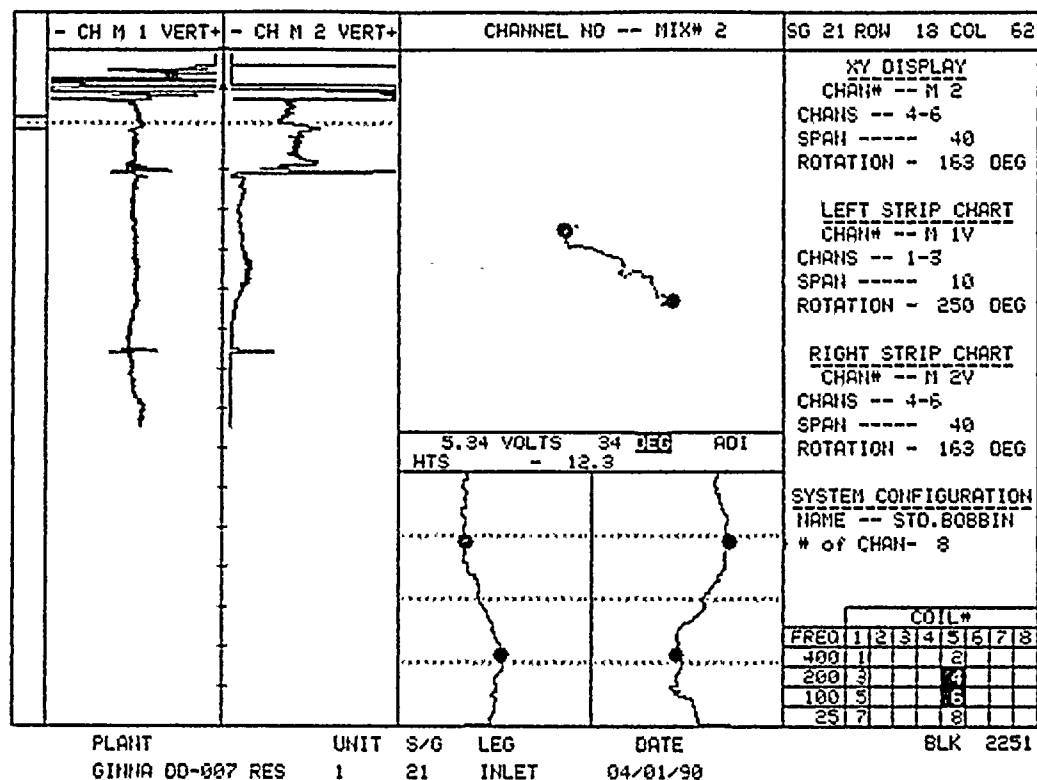 - CH M 1 VERT+
- CH M 2 VERT+
CHANNEL NO -- MIX# 2
SG 21 ROW 18 COL 62
XY DISPLAY
CHAN# -- M 2
CHANS -- 4-6
SPAN ----- 40
ROTATION - 163 DEG
LEFT STRIP CHART
CHAN# -- M 1V
CHANS -- 1-3
SPAN ----- 10
ROTATION - 250 DEG
RIGHT STRIP CHART
CHAN# -- M 2V
CHANS -- 4-6
SPAN ----- 40
ROTATION - 163 DEG
5.34 VOLTS 34 DEG ADI
HTS - 12.3
SYSTEM CONFIGURATION
NAME -- STD.BOBBIN
# of CHAN- 8
COIL#
FREQ 1 2 3 4 5 6 7 8
400 1 2
200 3 4
100 5 6
25 7 8
PLANT UNIT S/G LEG DATE BLK 2251
GINNA OD-007 RES 1 21 INLET 04/01/90